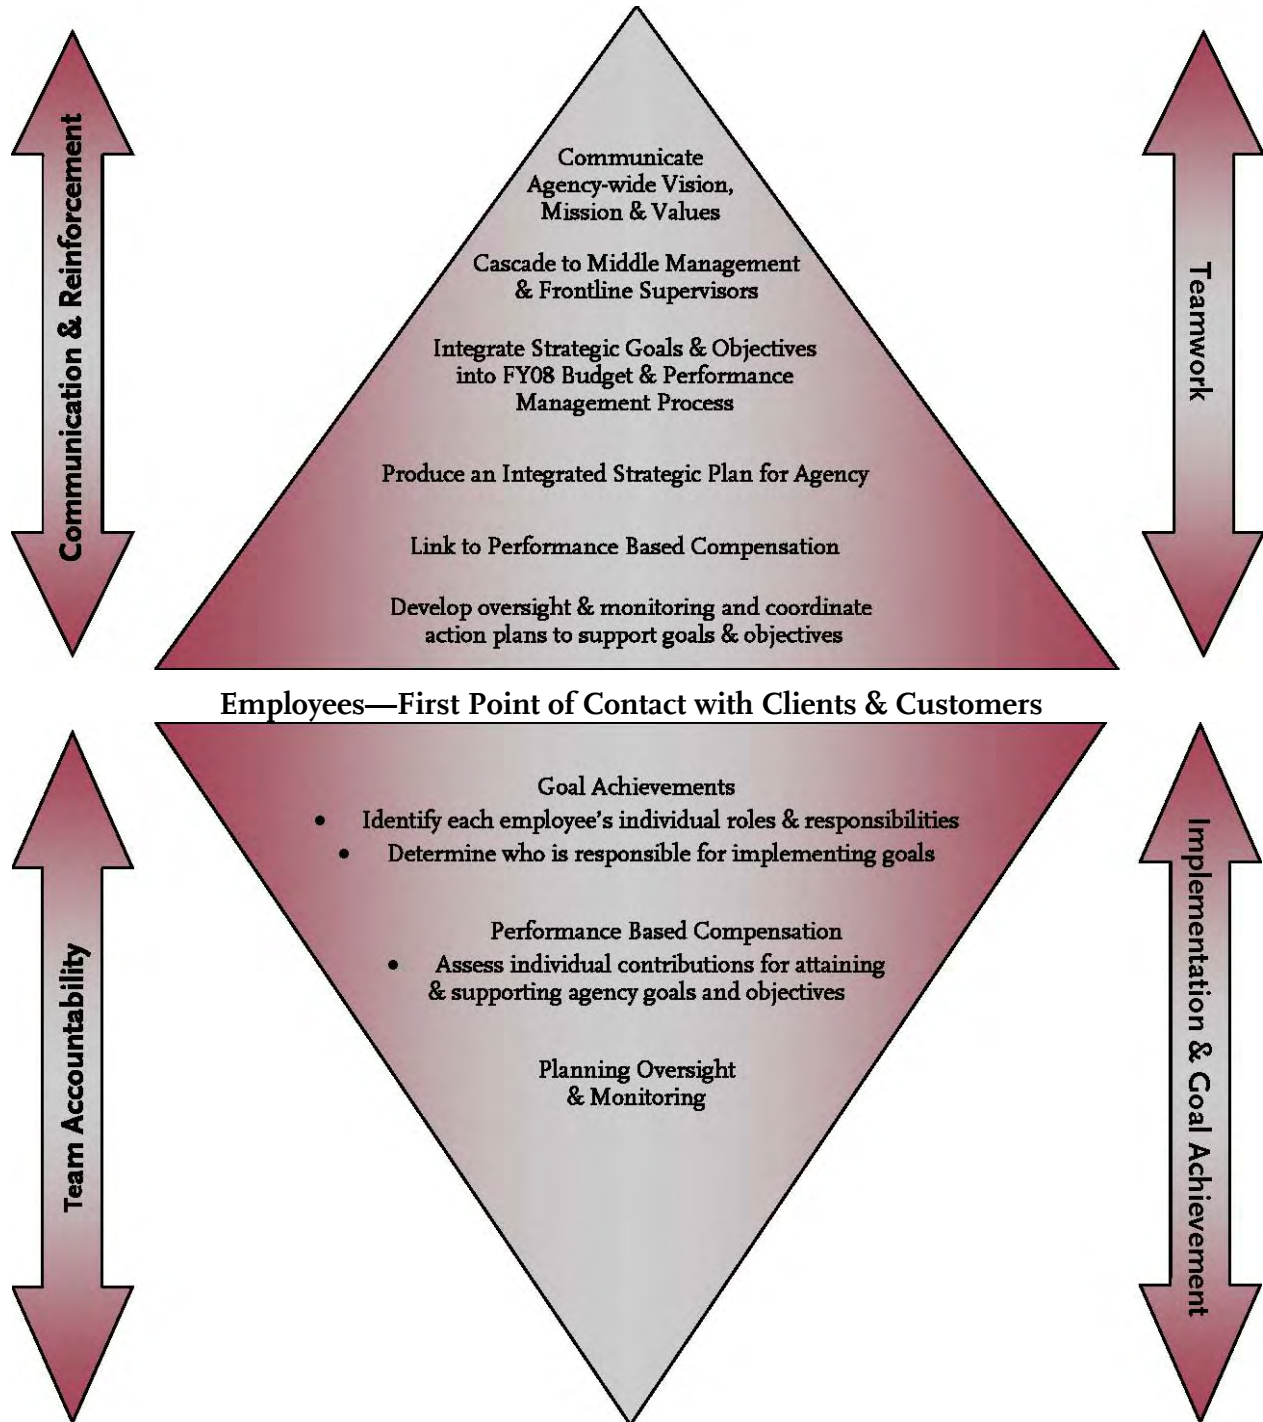 Communication & Reinforcement
Communicate
Agency-wide Vision,
Mission & Values
Cascade to Middle Management
& Frontline Supervisors
Integrate Strategic Goals & Objectives
into FY08 Budget & Performance
Management Process
Produce an Integrated Strategic Plan for Agency
Link to Performance Based Compensation
Develop oversight & monitoring and coordinate
action plans to support goals & objectives
Teamwork
Employees—First Point of Contact with Clients & Customers
Team Accountability
Goal Achievements
• Identify each employee's individual roles & responsibilities
• Determine who is responsible for implementing goals
Performance Based Compensation
• Assess individual contributions for attaining
& supporting agency goals and objectives
Planning Oversight
& Monitoring
Implementation & Goal Achievement